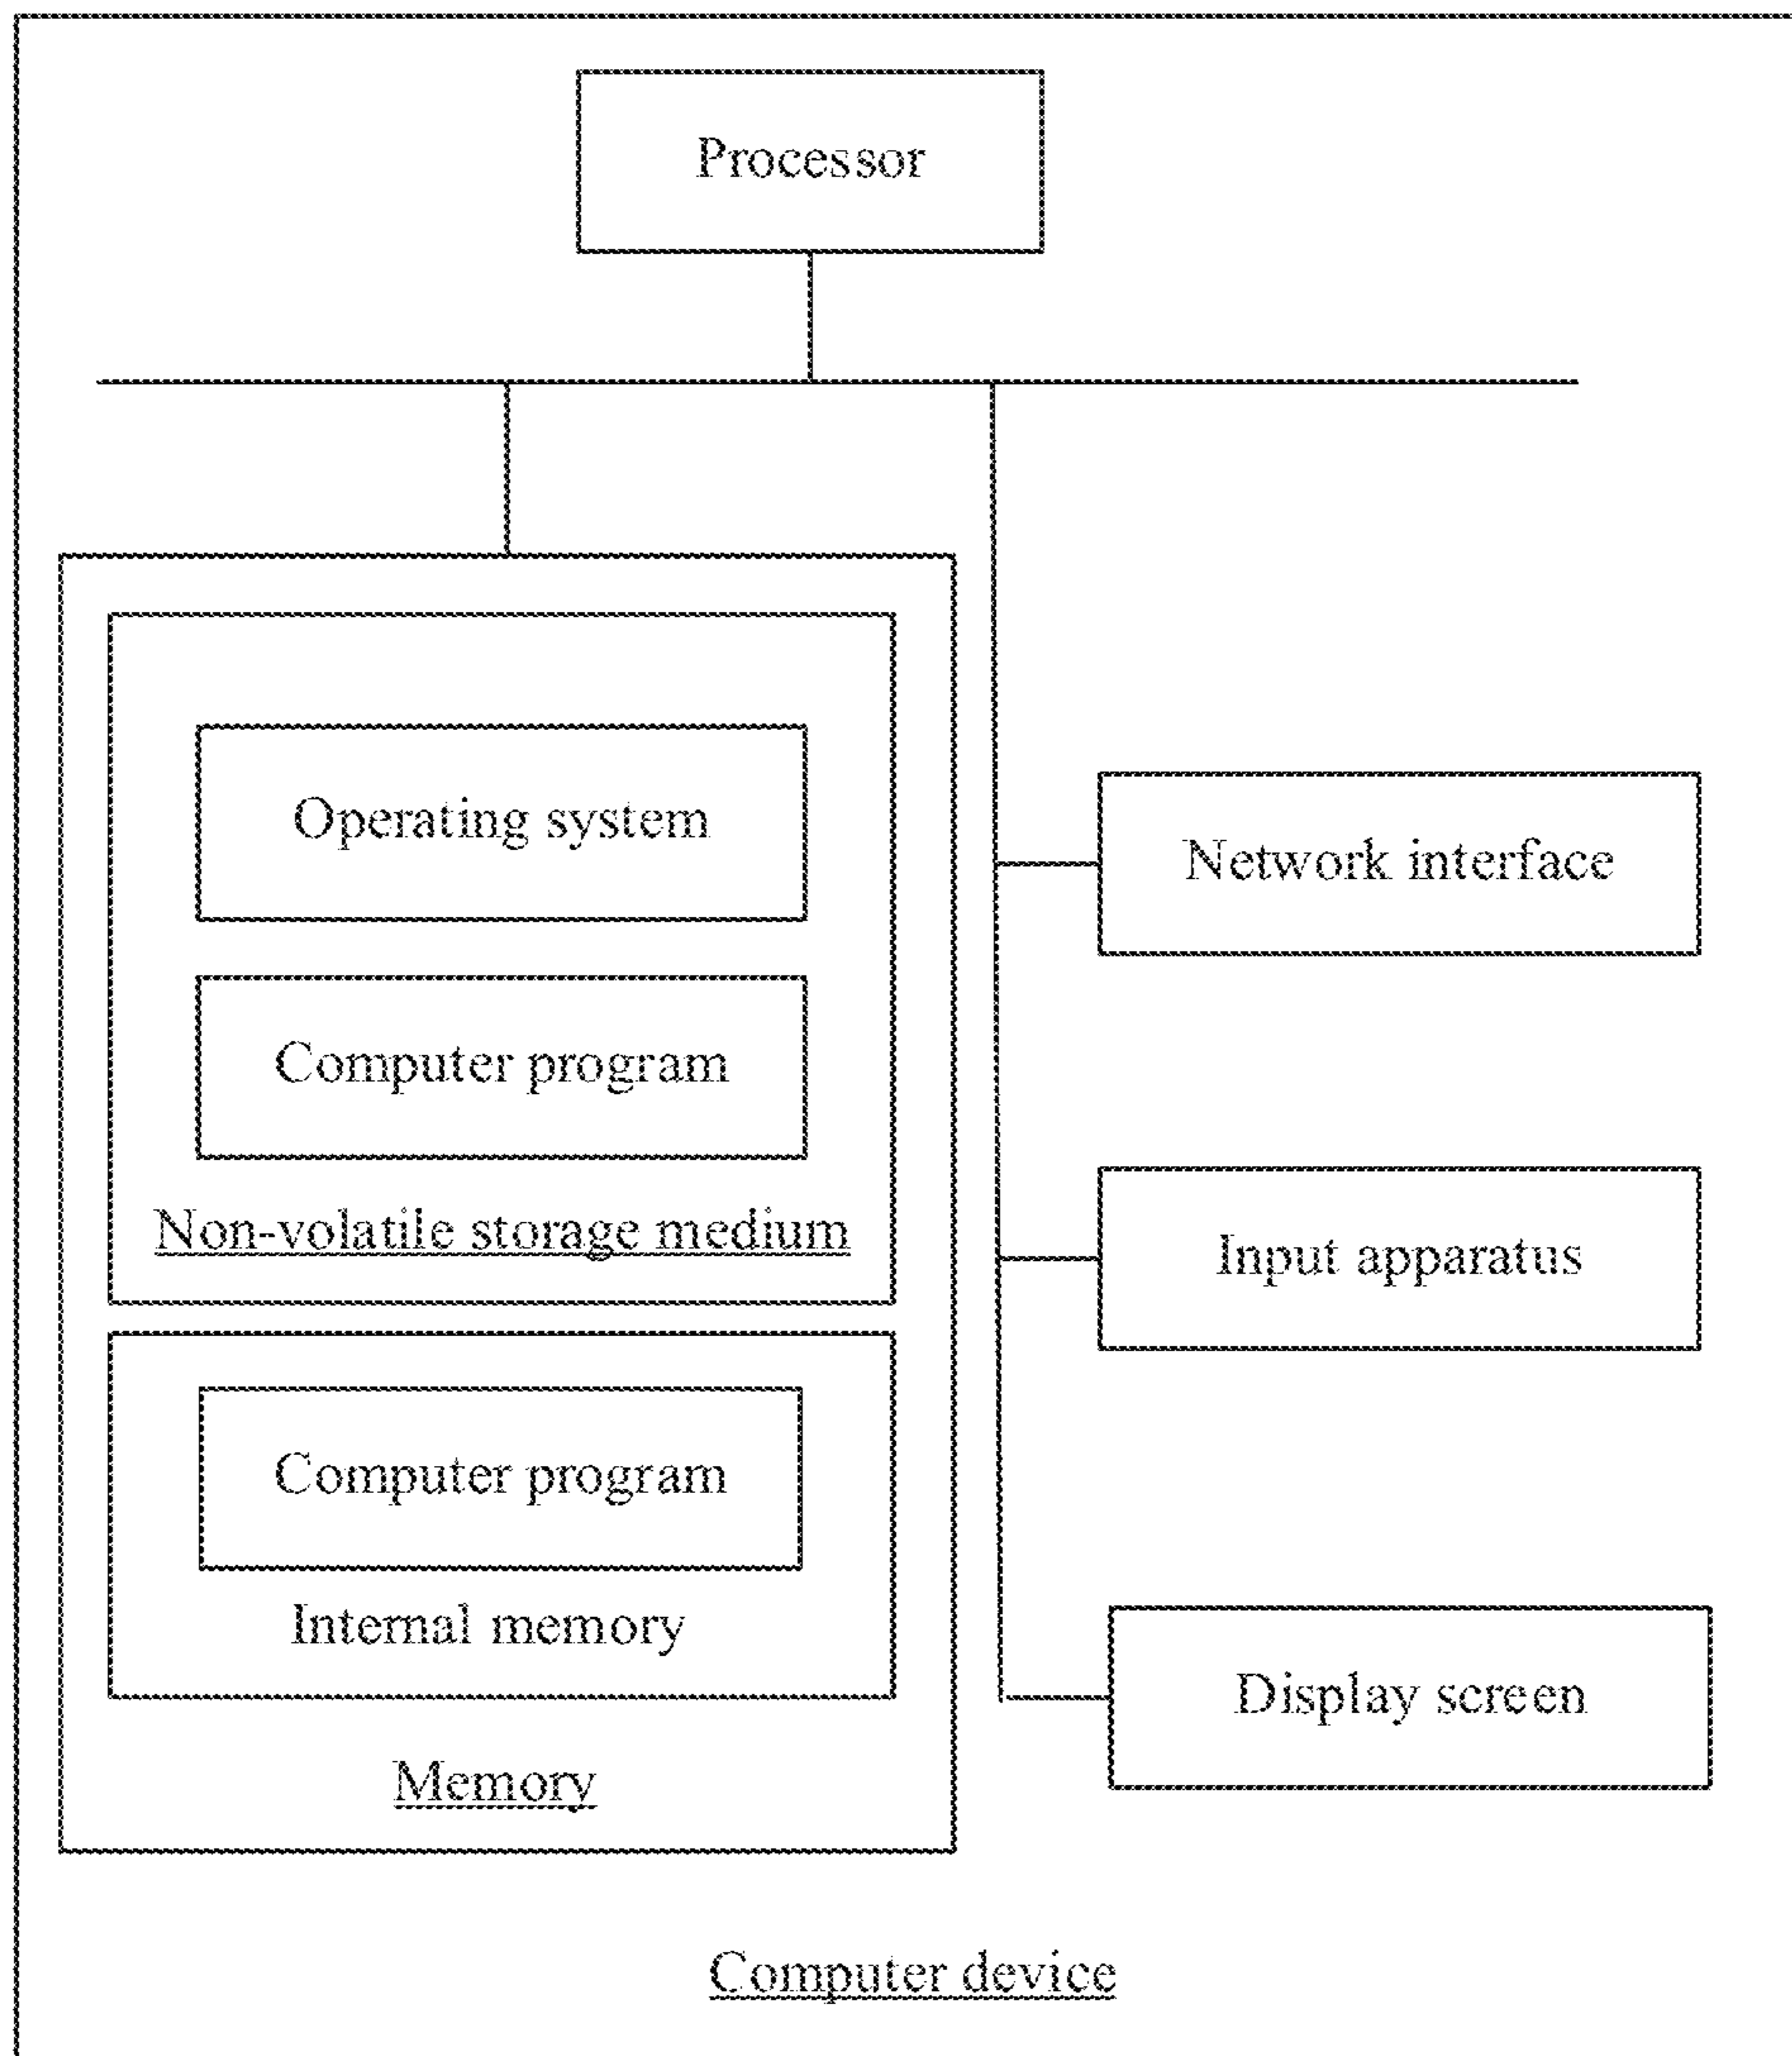 Processor
Operating system
Computer program
Non-volatile storage medium
Computer program
Internal memory
Memory
Network interface
Input apparatus
Display screen
Computer device